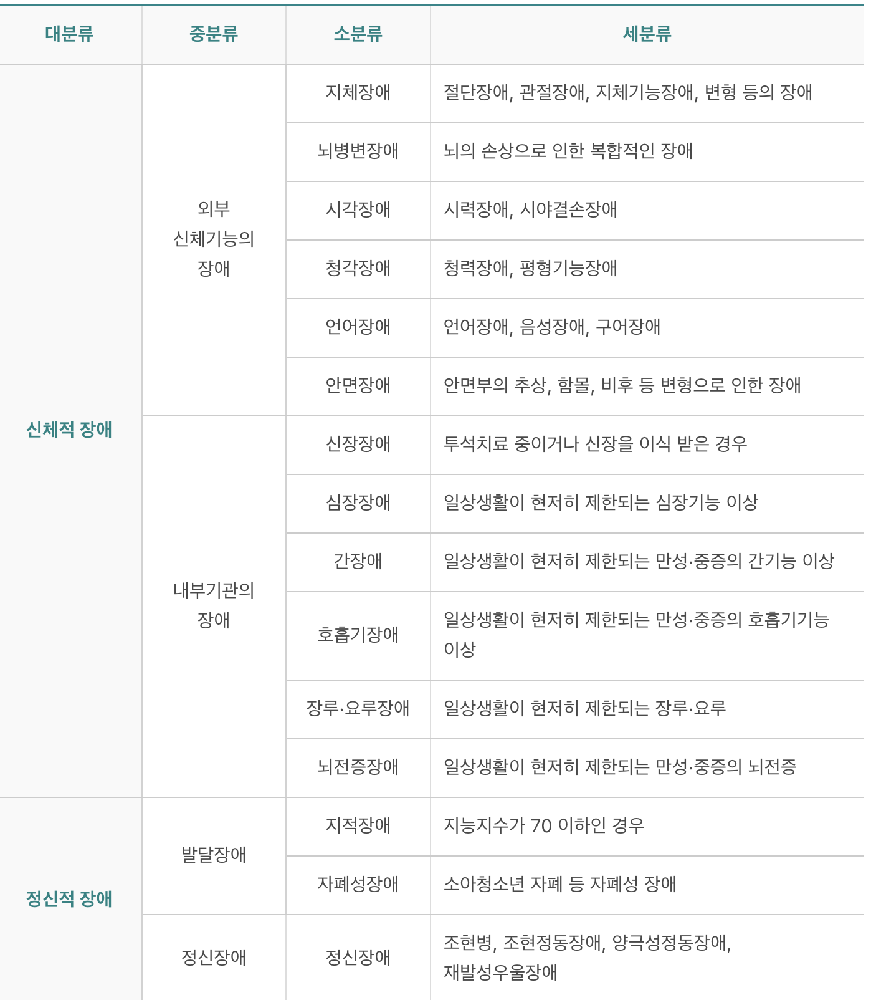 대분류 중분류 소분류 세분류
신체적 장애
외부
신체기능의
장애
지체장애 절단장애, 관절장애, 지체기능장애, 변형 등의 장애
뇌병변장애 뇌의 손상으로 인한 복합적인 장애
시각장애 시력장애, 시야결손장애
청각장애 청력장애, 평형기능장애
언어장애 언어장애, 음성장애, 구어장애
안면장애 안면부의 추상, 함몰, 비후 등 변형으로 인한 장애
내부기관의
장애
신장장애 투석치료 중이거나 신장을 이식 받은 경우
심장장애 일상생활이 현저히 제한되는 심장기능 이상
간장애 일상생활이 현저히 제한되는 만성·중증의 간기능 이상
호흡기장애 일상생활이 현저히 제한되는 만성·중증의 호흡기기능
이상
장루·요루장애 일상생활이 현저히 제한되는 장루·요루
뇌전증장애 일상생활이 현저히 제한되는 만성·중증의 뇌전증
정신적 장애
발달장애
지적장애 지능지수가 70 이하인 경우
자폐성장애 소아청소년 자폐 등 자폐성 장애
정신장애 정신장애 조현병, 조현정동장애, 양극성정동장애,
재발성우울장애